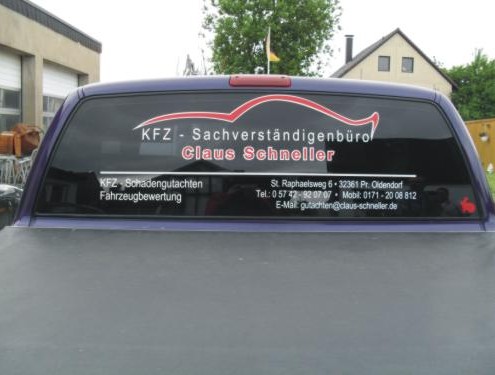 KFZ - Sachverständigenbüro
Claus Schneller
KFZ - Schadengutachten
Fahrzeugbewertung
St. Raphaelsweg 6 • 32361 Pr. Oldendorf
Tel.: 0 57 42 - 92 07 07 • Mobil: 0171 - 20 08 812
E-Mail: gutachten@claus-schneller.de